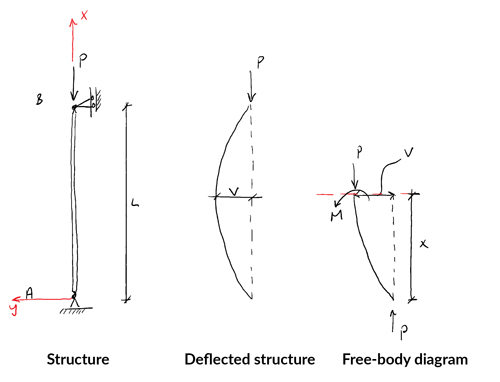 x
P
B
L
A
y
Structure
P
V
Deflected structure
P
V
M
x
P
Free-body diagram